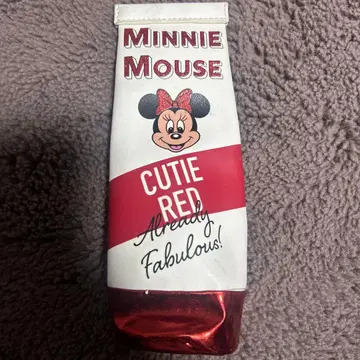 MINNIE
MOUSE
CUTIE
RED
Already
Fabulous!